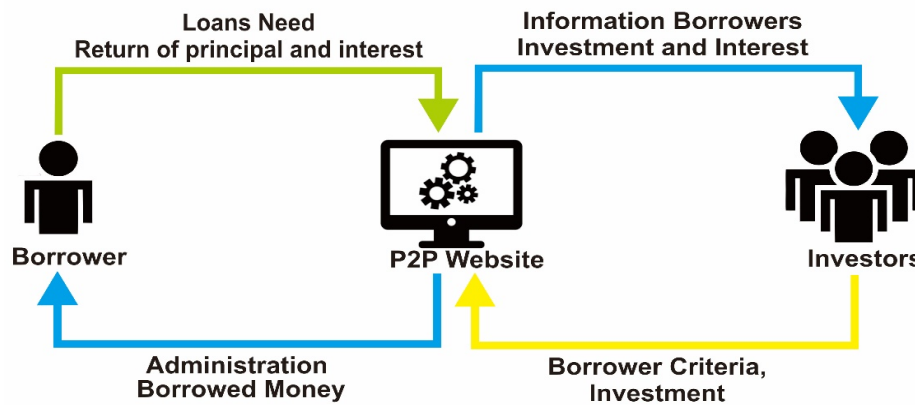 Loans Need
Return of principal and interest
Information Borrowers
Investment and Interest
Borrower
P2P Website
Investors
Administration
Borrowed Money
Borrower Criteria,
Investment